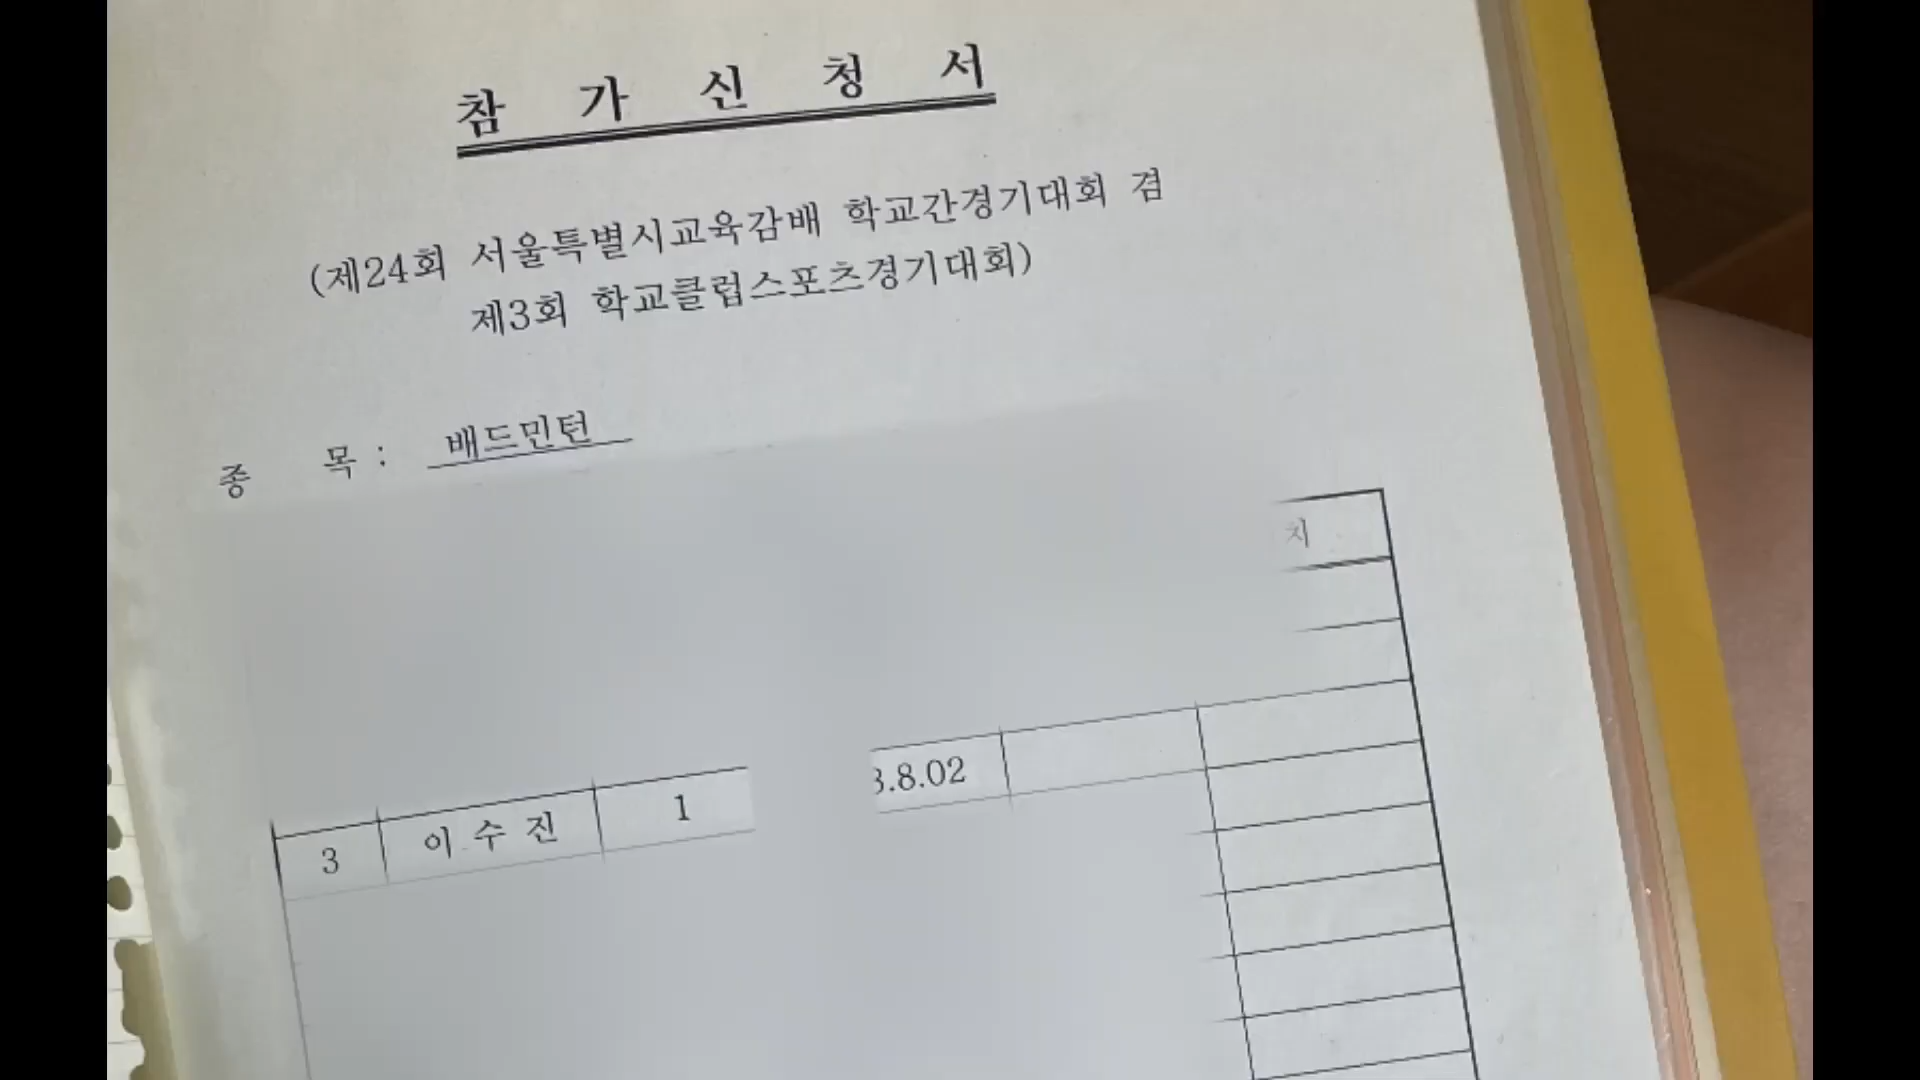 참 가 신 청 서
(제24회 서울특별시교육감배 학교간경기대회 겸
제3회 학교클럽스포츠경기대회)
종 목 : 배드민턴
3 이 수 진 1 .8.02